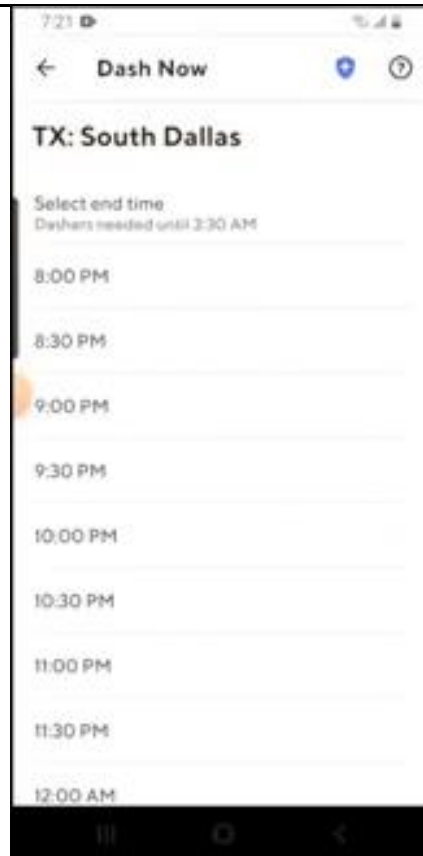 7:21
Dash Now
TX: South Dallas
Select end time
Dashers needed until 2:30 AM
8:00 PM
8:30 PM
9:00 PM
9:30 PM
10:00 PM
10:30 PM
11:00 PM
11:30 PM
12:00 AM